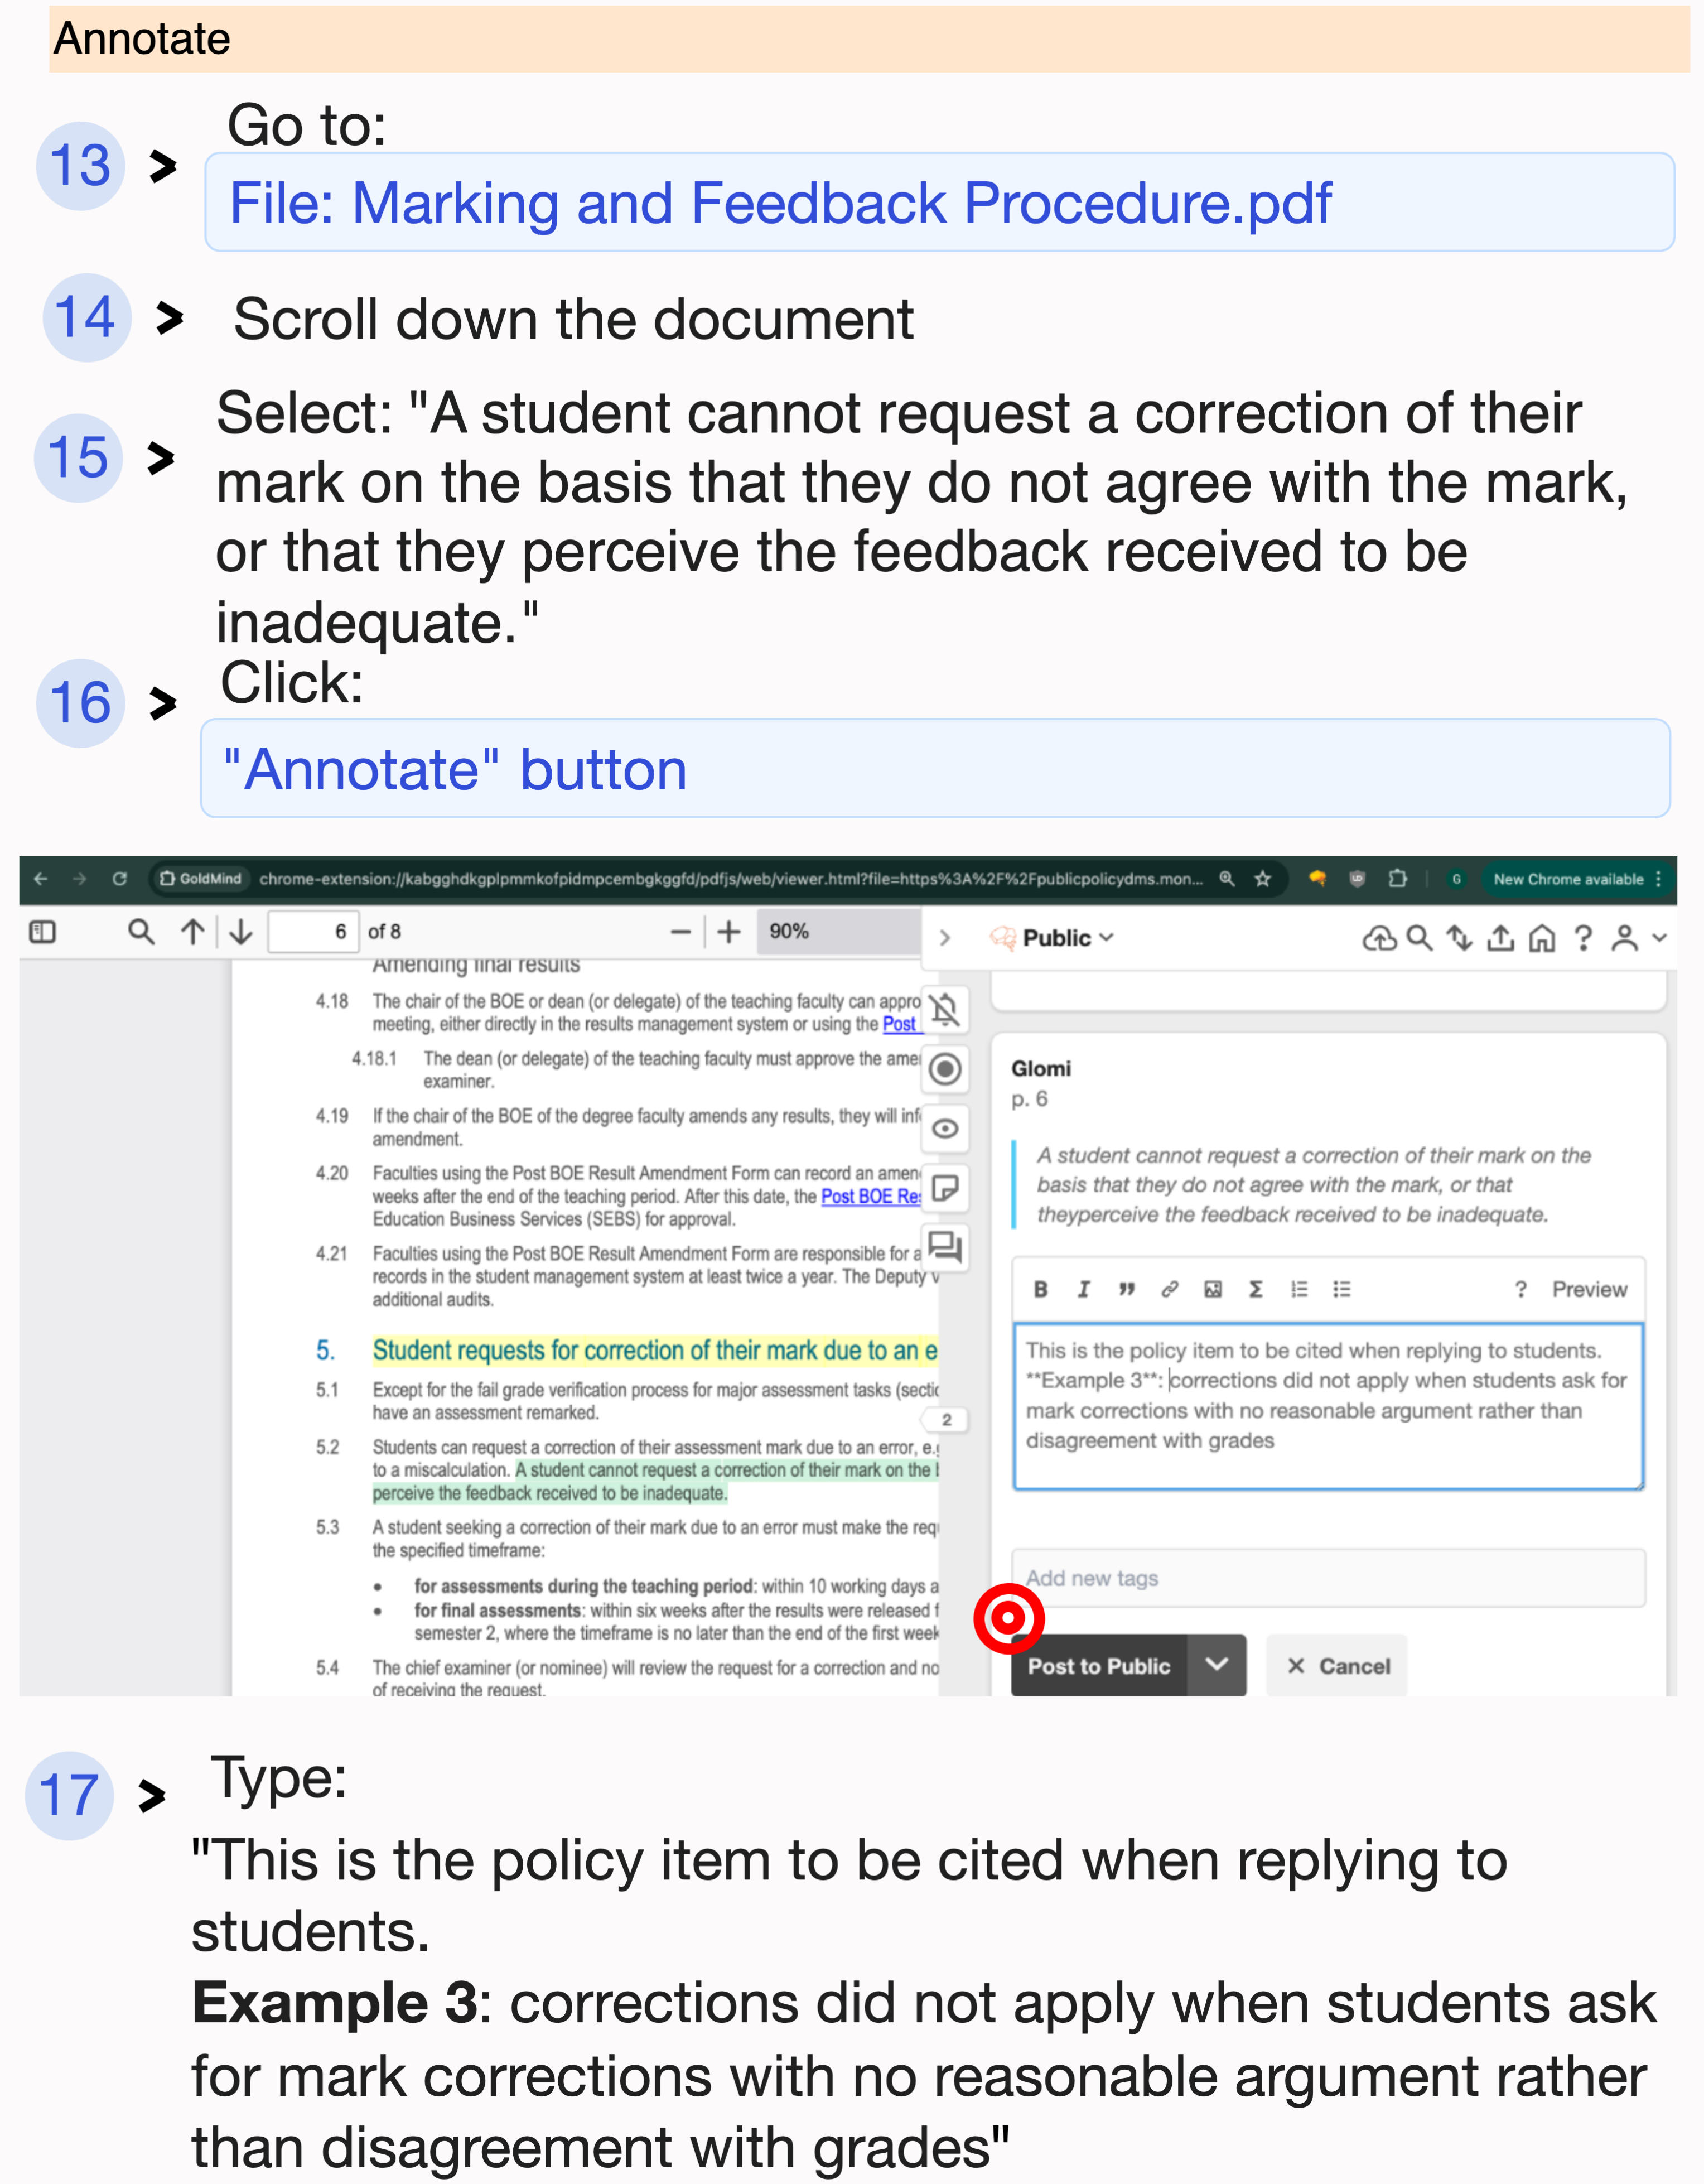 Annotate
13
Go to:
File: Marking and Feedback Procedure.pdf
14
Scroll down the document
15
Select: "A student cannot request a correction of their
mark on the basis that they do not agree with the mark,
or that they perceive the feedback received to be
inadequate."
16
Click:
"Annotate" button
GoldMind chrome-extension://kabgghdkgplpmmkofpidmpcembgkggfd/pdfjs/web/viewer.html?file=https%3A%2F%2Fpublicpolicydms.mon... G New Chrome available
6 of 8 90%
Amending final results
4.18 The chair of the BOE or dean (or delegate) of the teaching faculty can appro
meeting, either directly in the results management system or using the Post
4.18.1 The dean (or delegate) of the teaching faculty must approve the ame
examiner.
4.19 If the chair of the BOE of the degree faculty amends any results, they will inf
amendment.
4.20 Faculties using the Post BOE Result Amendment Form can record an amen
weeks after the end of the teaching period. After this date, the Post BOE Res
Education Business Services (SEBS) for approval.
4.21 Faculties using the Post BOE Result Amendment Form are responsible for a
records in the student management system at least twice a year. The Deputy V
additional audits.
5. Student requests for correction of their mark due to an e
5.1 Except for the fail grade verification process for major assessment tasks (sectio
have an assessment remarked.
5.2 Students can request a correction of their assessment mark due to an error, e.g
to a miscalculation. A student cannot request a correction of their mark on the b
perceive the feedback received to be inadequate.
5.3 A student seeking a correction of their mark due to an error must make the req
the specified timeframe:
• for assessments during the teaching period: within 10 working days a
• for final assessments: within six weeks after the results were released f
semester 2, where the timeframe is no later than the end of the first week
5.4 The chief examiner (or nominee) will review the request for a correction and no
of receiving the request.
2
Public
Glomi
p. 6
A student cannot request a correction of their mark on the
basis that they do not agree with the mark, or that
theyperceive the feedback received to be inadequate.
B I ? Preview
This is the policy item to be cited when replying to students.
**Example 3**: corrections did not apply when students ask for
mark corrections with no reasonable argument rather than
disagreement with grades
Add new tags
Post to Public
Cancel
17
Type:
"This is the policy item to be cited when replying to
students.
Example 3: corrections did not apply when students ask
for mark corrections with no reasonable argument rather
than disagreement with grades"